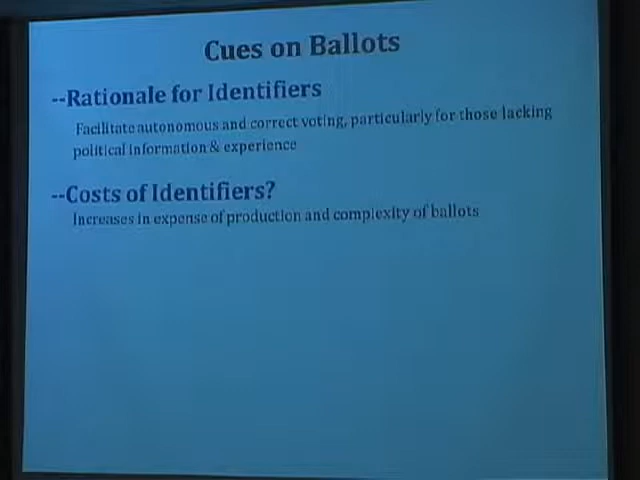 Cues on Ballots
--Rationale for Identifiers
Facilitate autonomous and correct voting, particularly for those lacking
political information & experience
--Costs of Identifiers?
Increases in expense of production and complexity of ballots